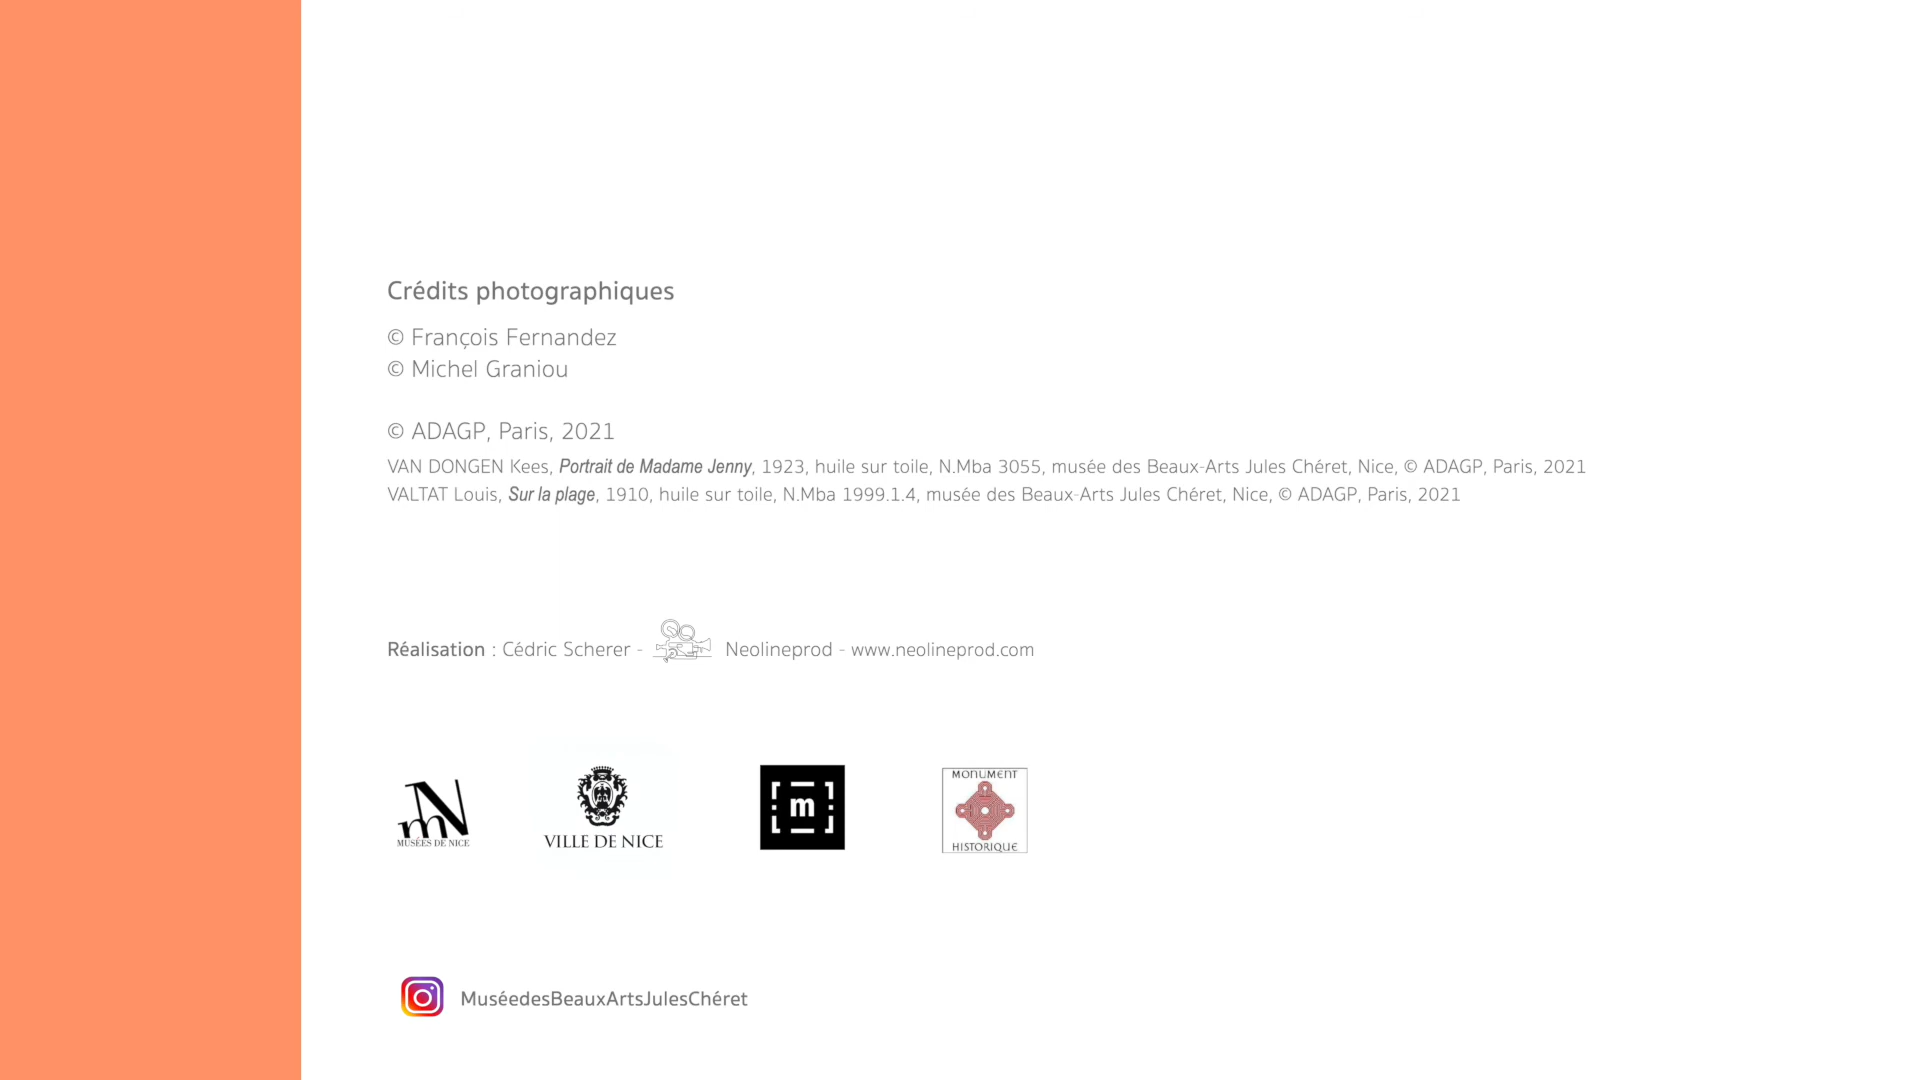 Crédits photographiques
© François Fernandez
© Michel Graniou
© ADAGP, Paris, 2021
VAN DONGEN Kees, Portrait de Madame Jenny, 1923, huile sur toile, N.Mba 3055, musée des Beaux-Arts Jules Chéret, Nice, © ADAGP, Paris, 2021
VALTAT Louis, Sur la plage, 1910, huile sur toile, N.Mba 1999.1.4, musée des Beaux-Arts Jules Chéret, Nice, © ADAGP, Paris, 2021
Réalisation : Cédric Scherer - Neolineprod - www.neolineprod.com
mN
MUSÉES DE NICE
VILLE DE NICE
m
MONUMENT
HISTORIQUE
MuséedesBeauxArtsJulesChéret